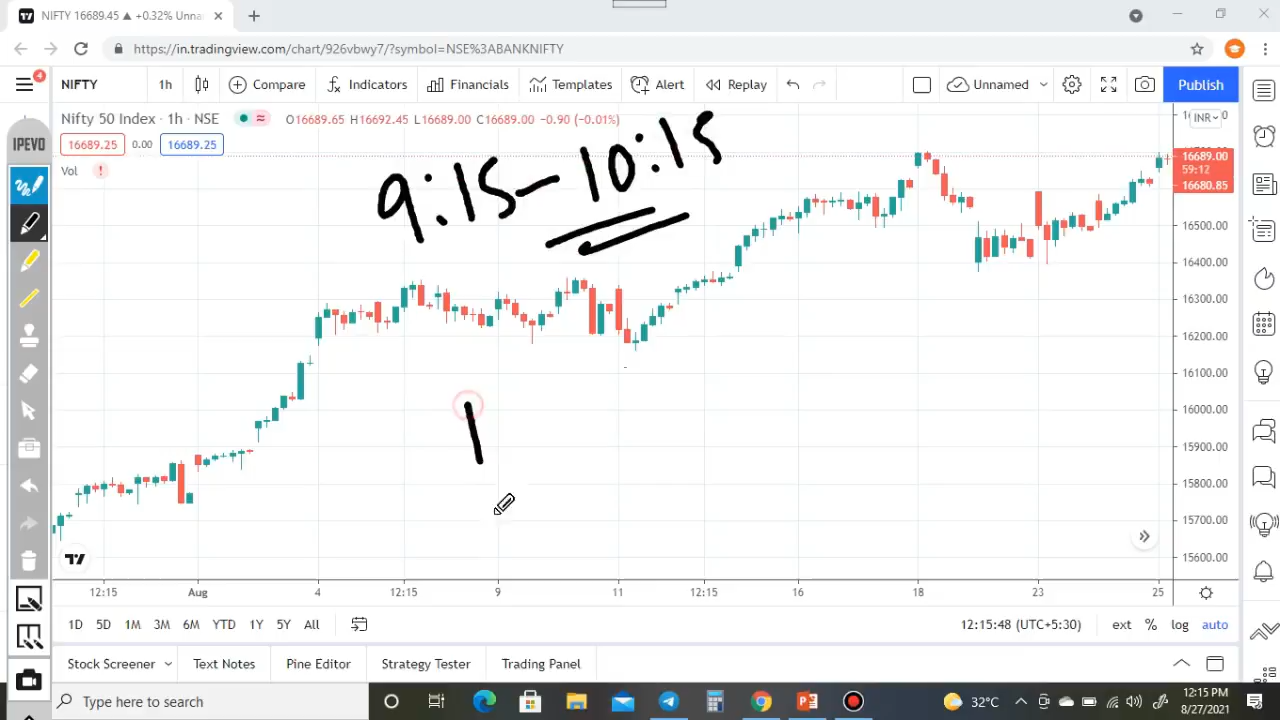 NIFTY 16689.45 ▲ +0.32% Unna
https://in.tradingview.com/chart/926vbwy7/?symbol=NSE%3ABANKNIFTY
4
NIFTY 1h Compare Indicators Financials Templates Alert Replay Unnamed Publish
Nifty 50 Index · 1h · NSE O16689.65 H16692.45 L16689.00 C16689.00 −0.90 (−0.01%)
INR
IPEVO
16689.25 0.00 16689.25
Vol !
9:15-10:15
16689.00
59:12
16680.85
16500.00
16400.00
16300.00
16200.00
16100.00
16000.00
15900.00
15800.00
15700.00
15600.00
12:15 Aug 4 12:15 9 11 12:15 16 18 23 25
1D 5D 1M 3M 6M YTD 1Y 5Y All 12:15:48 (UTC+5:30) ext % log auto
Stock Screener Text Notes Pine Editor Strategy Tester Trading Panel
Type here to search 32°C 12:15 PM
8/27/2021